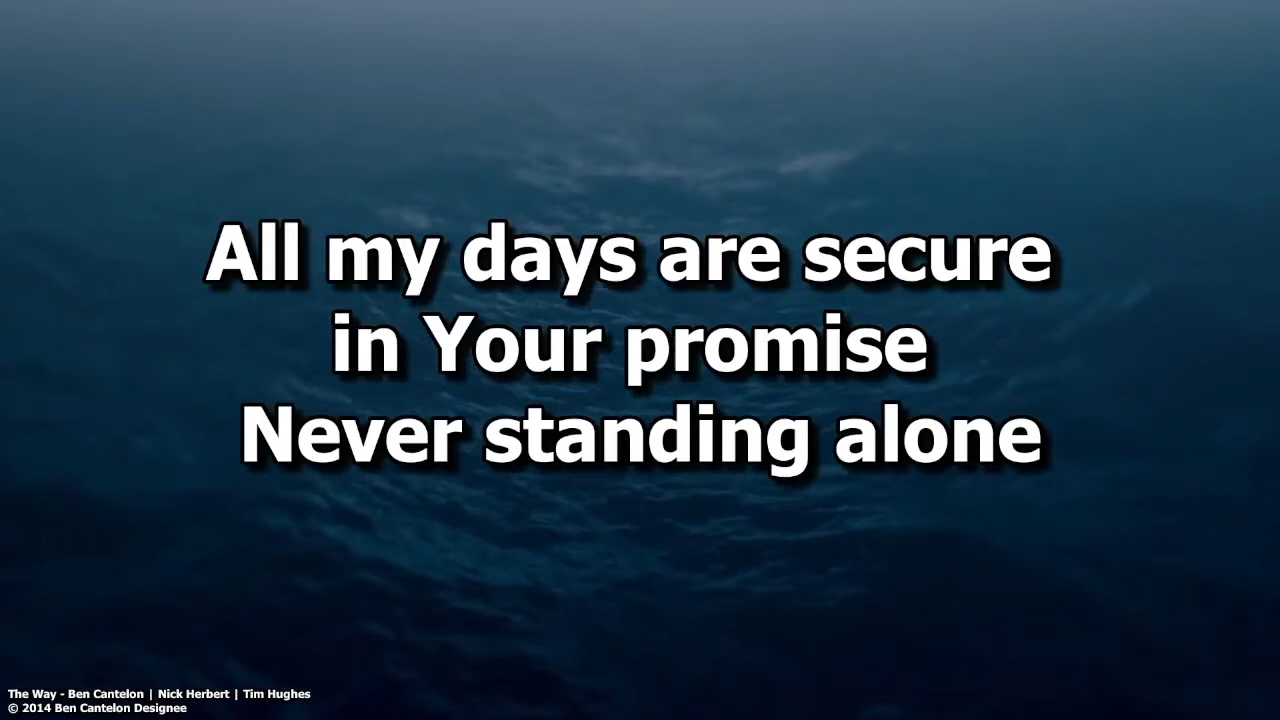 All my days are secure
in Your promise
Never standing alone
The Way - Ben Cantelon | Nick Herbert | Tim Hughes
© 2014 Ben Cantelon Designee